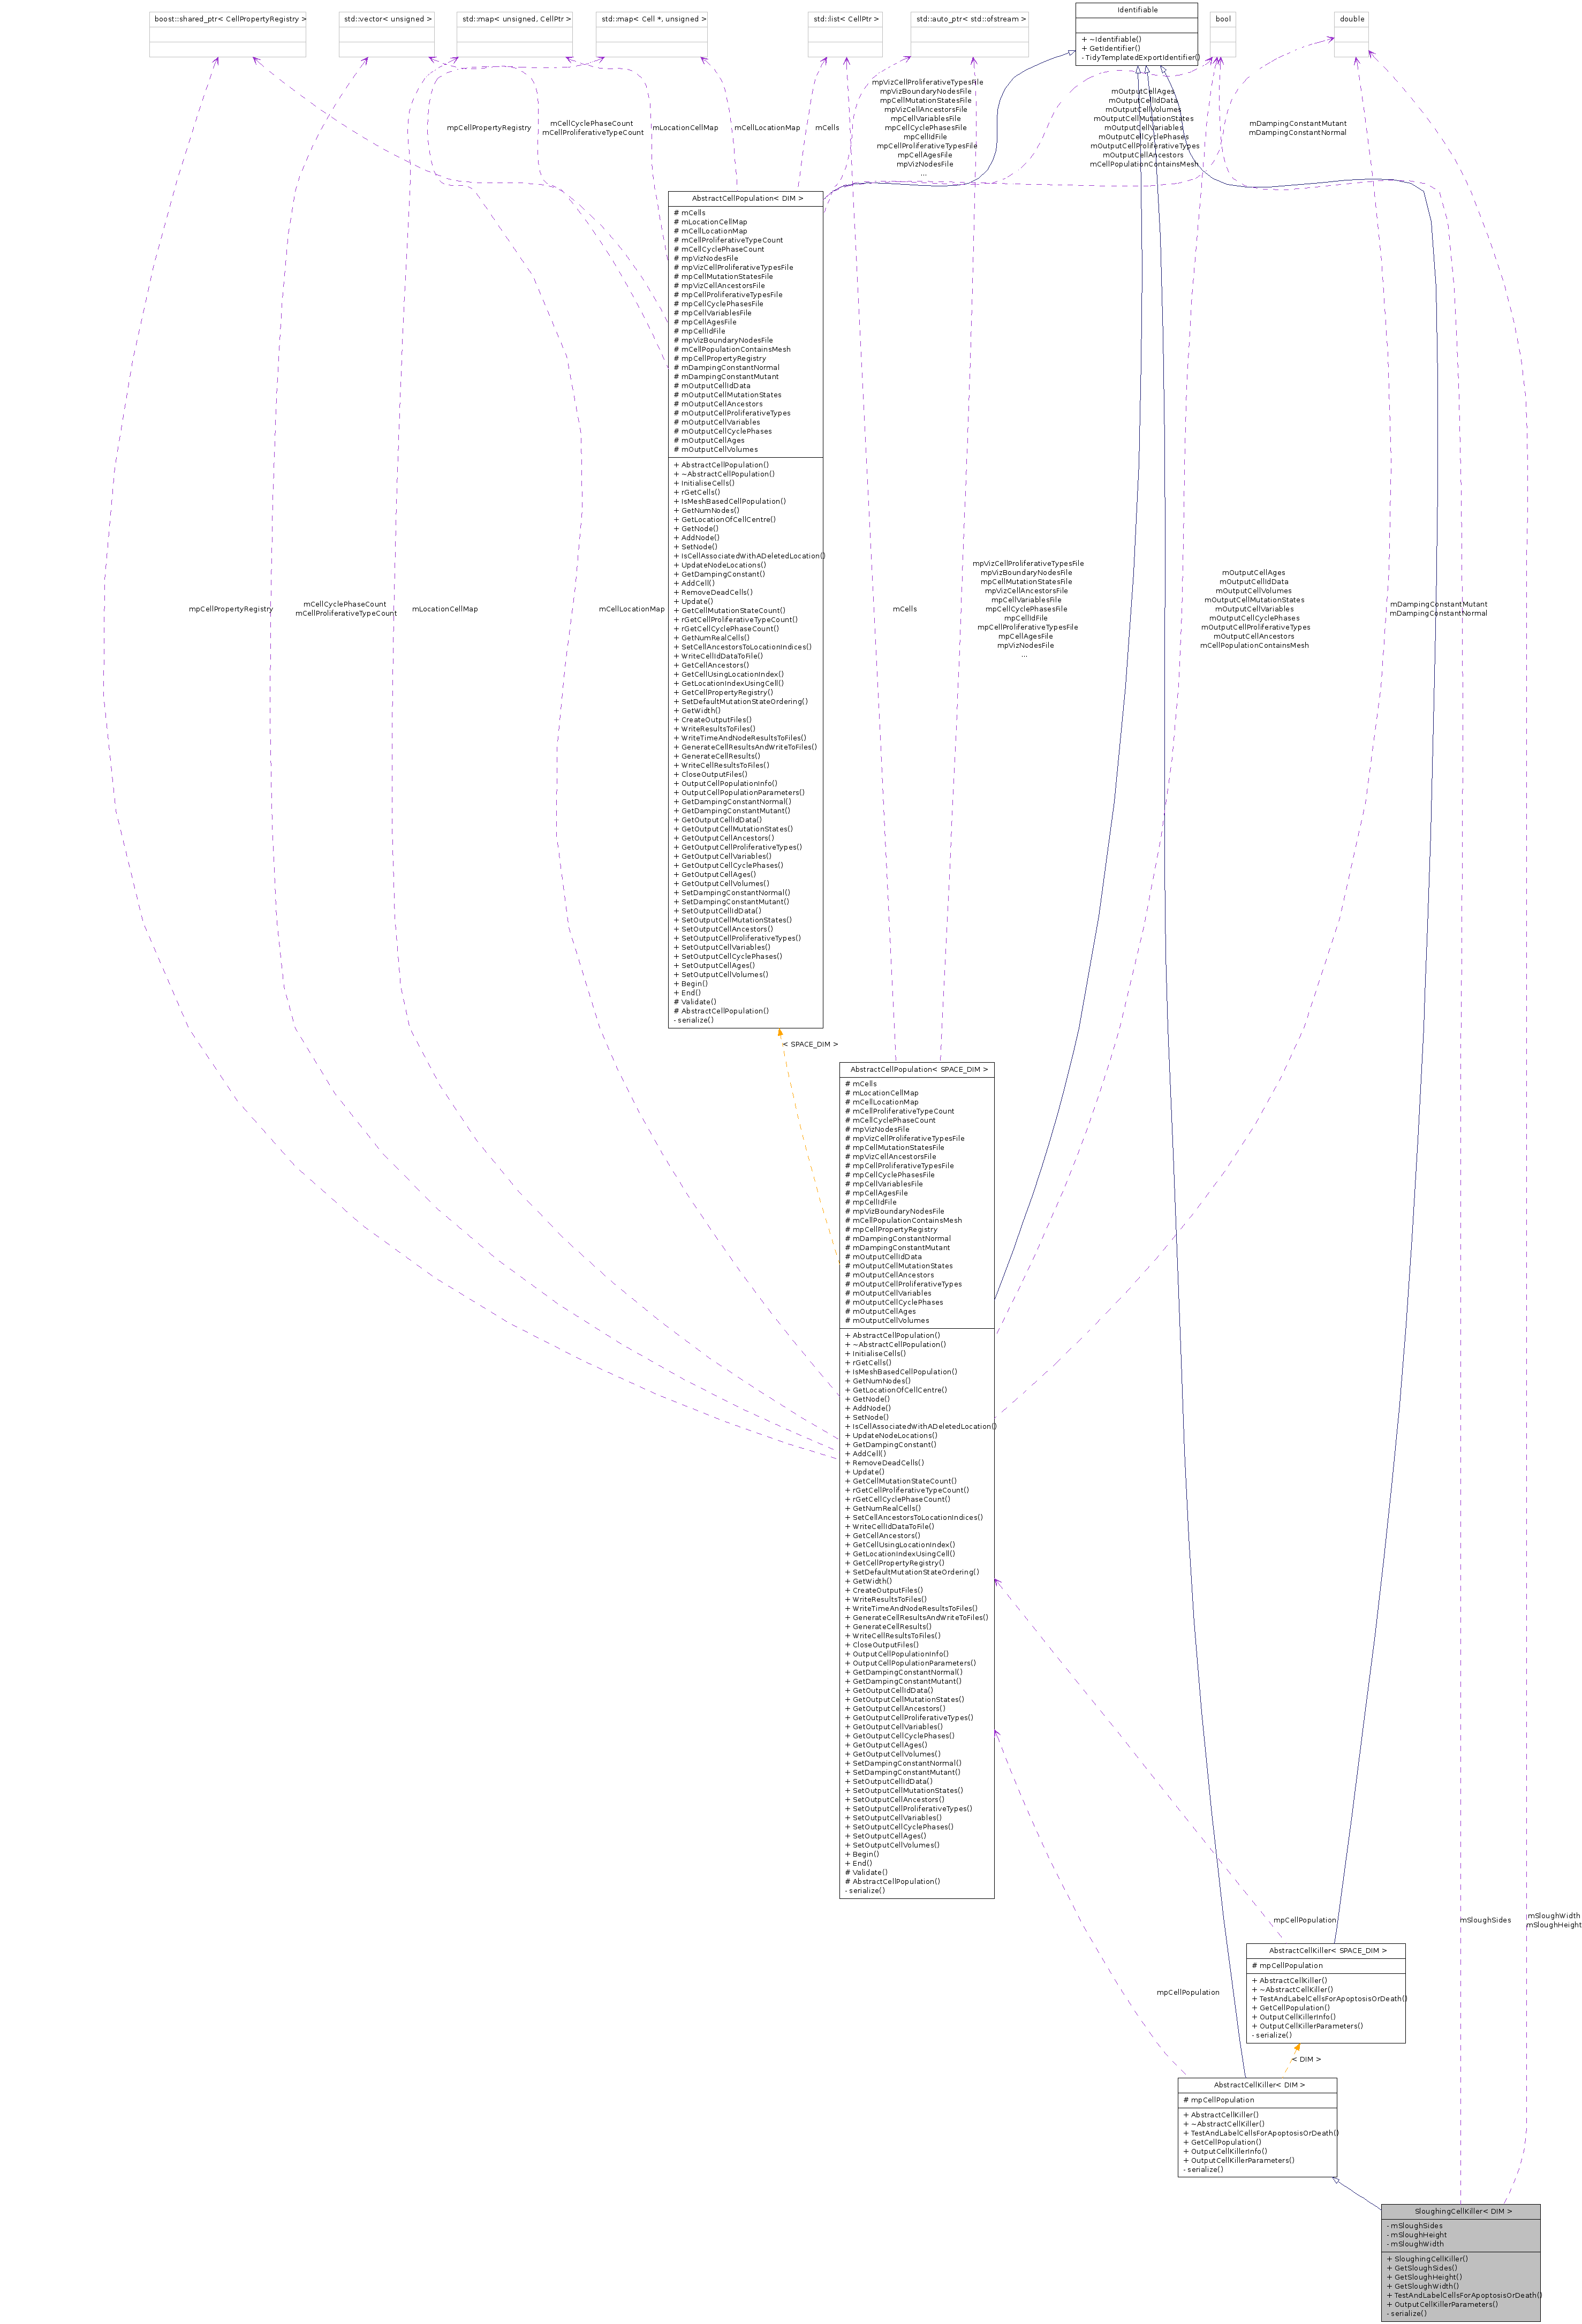 boost::shared_ptr< CellPropertyRegistry >
std::vector< unsigned >
std::map< unsigned, CellPtr >
std::map< Cell *, unsigned >
std::list< CellPtr >
std::auto_ptr< std::ofstream >
Identifiable
+ ~Identifiable()
+ GetIdentifier()
- TidyTemplatedExportIdentifier()
bool
double
mpCellPropertyRegistry
mCellCyclePhaseCount
mCellProliferativeTypeCount
mLocationCellMap
mCellLocationMap
mCells
mpVizCellProliferativeTypesFile
mpVizBoundaryNodesFile
mpCellMutationStatesFile
mpVizCellAncestorsFile
mpCellVariablesFile
mpCellCyclePhasesFile
mpCellIdFile
mpCellProliferativeTypesFile
mpCellAgesFile
mpVizNodesFile
...
mOutputCellAges
mOutputCellIdData
mOutputCellVolumes
mOutputCellMutationStates
mOutputCellVariables
mOutputCellCyclePhases
mOutputCellProliferativeTypes
mOutputCellAncestors
mCellPopulationContainsMesh
mDampingConstantMutant
mDampingConstantNormal
AbstractCellPopulation< DIM >
# mCells
# mLocationCellMap
# mCellLocationMap
# mCellProliferativeTypeCount
# mCellCyclePhaseCount
# mpVizNodesFile
# mpVizCellProliferativeTypesFile
# mpCellMutationStatesFile
# mpVizCellAncestorsFile
# mpCellProliferativeTypesFile
# mpCellCyclePhasesFile
# mpCellVariablesFile
# mpCellAgesFile
# mpCellIdFile
# mpVizBoundaryNodesFile
# mCellPopulationContainsMesh
# mpCellPropertyRegistry
# mDampingConstantNormal
# mDampingConstantMutant
# mOutputCellIdData
# mOutputCellMutationStates
# mOutputCellAncestors
# mOutputCellProliferativeTypes
# mOutputCellVariables
# mOutputCellCyclePhases
# mOutputCellAges
# mOutputCellVolumes
+ AbstractCellPopulation()
+ ~AbstractCellPopulation()
+ InitialiseCells()
+ rGetCells()
+ IsMeshBasedCellPopulation()
+ GetNumNodes()
+ GetLocationOfCellCentre()
+ GetNode()
+ AddNode()
+ SetNode()
+ IsCellAssociatedWithADeletedLocation()
+ UpdateNodeLocations()
+ GetDampingConstant()
+ AddCell()
+ RemoveDeadCells()
+ Update()
+ GetCellMutationStateCount()
+ rGetCellProliferativeTypeCount()
+ rGetCellCyclePhaseCount()
+ GetNumRealCells()
+ SetCellAncestorsToLocationIndices()
+ WriteCellIdDataToFile()
+ GetCellAncestors()
+ GetCellUsingLocationIndex()
+ GetLocationIndexUsingCell()
+ GetCellPropertyRegistry()
+ SetDefaultMutationStateOrdering()
+ GetWidth()
+ CreateOutputFiles()
+ WriteResultsToFiles()
+ WriteTimeAndNodeResultsToFiles()
+ GenerateCellResultsAndWriteToFiles()
+ GenerateCellResults()
+ WriteCellResultsToFiles()
+ CloseOutputFiles()
+ OutputCellPopulationInfo()
+ OutputCellPopulationParameters()
+ GetDampingConstantNormal()
+ GetDampingConstantMutant()
+ GetOutputCellIdData()
+ GetOutputCellMutationStates()
+ GetOutputCellAncestors()
+ GetOutputCellProliferativeTypes()
+ GetOutputCellVariables()
+ GetOutputCellCyclePhases()
+ GetOutputCellAges()
+ GetOutputCellVolumes()
+ SetDampingConstantNormal()
+ SetDampingConstantMutant()
+ SetOutputCellIdData()
+ SetOutputCellMutationStates()
+ SetOutputCellAncestors()
+ SetOutputCellProliferativeTypes()
+ SetOutputCellVariables()
+ SetOutputCellCyclePhases()
+ SetOutputCellAges()
+ SetOutputCellVolumes()
+ Begin()
+ End()
# Validate()
# AbstractCellPopulation()
- serialize()
mpCellPropertyRegistry
mCellCyclePhaseCount
mCellProliferativeTypeCount
mLocationCellMap
mCellLocationMap
mCells
mpVizCellProliferativeTypesFile
mpVizBoundaryNodesFile
mpCellMutationStatesFile
mpVizCellAncestorsFile
mpCellVariablesFile
mpCellCyclePhasesFile
mpCellIdFile
mpCellProliferativeTypesFile
mpCellAgesFile
mpVizNodesFile
...
mOutputCellAges
mOutputCellIdData
mOutputCellVolumes
mOutputCellMutationStates
mOutputCellVariables
mOutputCellCyclePhases
mOutputCellProliferativeTypes
mOutputCellAncestors
mCellPopulationContainsMesh
mDampingConstantMutant
mDampingConstantNormal
< SPACE_DIM >
AbstractCellPopulation< SPACE_DIM >
# mCells
# mLocationCellMap
# mCellLocationMap
# mCellProliferativeTypeCount
# mCellCyclePhaseCount
# mpVizNodesFile
# mpVizCellProliferativeTypesFile
# mpCellMutationStatesFile
# mpVizCellAncestorsFile
# mpCellProliferativeTypesFile
# mpCellCyclePhasesFile
# mpCellVariablesFile
# mpCellAgesFile
# mpCellIdFile
# mpVizBoundaryNodesFile
# mCellPopulationContainsMesh
# mpCellPropertyRegistry
# mDampingConstantNormal
# mDampingConstantMutant
# mOutputCellIdData
# mOutputCellMutationStates
# mOutputCellAncestors
# mOutputCellProliferativeTypes
# mOutputCellVariables
# mOutputCellCyclePhases
# mOutputCellAges
# mOutputCellVolumes
+ AbstractCellPopulation()
+ ~AbstractCellPopulation()
+ InitialiseCells()
+ rGetCells()
+ IsMeshBasedCellPopulation()
+ GetNumNodes()
+ GetLocationOfCellCentre()
+ GetNode()
+ AddNode()
+ SetNode()
+ IsCellAssociatedWithADeletedLocation()
+ UpdateNodeLocations()
+ GetDampingConstant()
+ AddCell()
+ RemoveDeadCells()
+ Update()
+ GetCellMutationStateCount()
+ rGetCellProliferativeTypeCount()
+ rGetCellCyclePhaseCount()
+ GetNumRealCells()
+ SetCellAncestorsToLocationIndices()
+ WriteCellIdDataToFile()
+ GetCellAncestors()
+ GetCellUsingLocationIndex()
+ GetLocationIndexUsingCell()
+ GetCellPropertyRegistry()
+ SetDefaultMutationStateOrdering()
+ GetWidth()
+ CreateOutputFiles()
+ WriteResultsToFiles()
+ WriteTimeAndNodeResultsToFiles()
+ GenerateCellResultsAndWriteToFiles()
+ GenerateCellResults()
+ WriteCellResultsToFiles()
+ CloseOutputFiles()
+ OutputCellPopulationInfo()
+ OutputCellPopulationParameters()
+ GetDampingConstantNormal()
+ GetDampingConstantMutant()
+ GetOutputCellIdData()
+ GetOutputCellMutationStates()
+ GetOutputCellAncestors()
+ GetOutputCellProliferativeTypes()
+ GetOutputCellVariables()
+ GetOutputCellCyclePhases()
+ GetOutputCellAges()
+ GetOutputCellVolumes()
+ SetDampingConstantNormal()
+ SetDampingConstantMutant()
+ SetOutputCellIdData()
+ SetOutputCellMutationStates()
+ SetOutputCellAncestors()
+ SetOutputCellProliferativeTypes()
+ SetOutputCellVariables()
+ SetOutputCellCyclePhases()
+ SetOutputCellAges()
+ SetOutputCellVolumes()
+ Begin()
+ End()
# Validate()
# AbstractCellPopulation()
- serialize()
mpCellPopulation
mSloughSides
mSloughWidth
mSloughHeight
AbstractCellKiller< SPACE_DIM >
# mpCellPopulation
+ AbstractCellKiller()
+ ~AbstractCellKiller()
+ TestAndLabelCellsForApoptosisOrDeath()
+ GetCellPopulation()
+ OutputCellKillerInfo()
+ OutputCellKillerParameters()
- serialize()
mpCellPopulation
< DIM >
AbstractCellKiller< DIM >
# mpCellPopulation
+ AbstractCellKiller()
+ ~AbstractCellKiller()
+ TestAndLabelCellsForApoptosisOrDeath()
+ GetCellPopulation()
+ OutputCellKillerInfo()
+ OutputCellKillerParameters()
- serialize()
SloughingCellKiller< DIM >
- mSloughSides
- mSloughHeight
- mSloughWidth
+ SloughingCellKiller()
+ GetSloughSides()
+ GetSloughHeight()
+ GetSloughWidth()
+ TestAndLabelCellsForApoptosisOrDeath()
+ OutputCellKillerParameters()
- serialize()